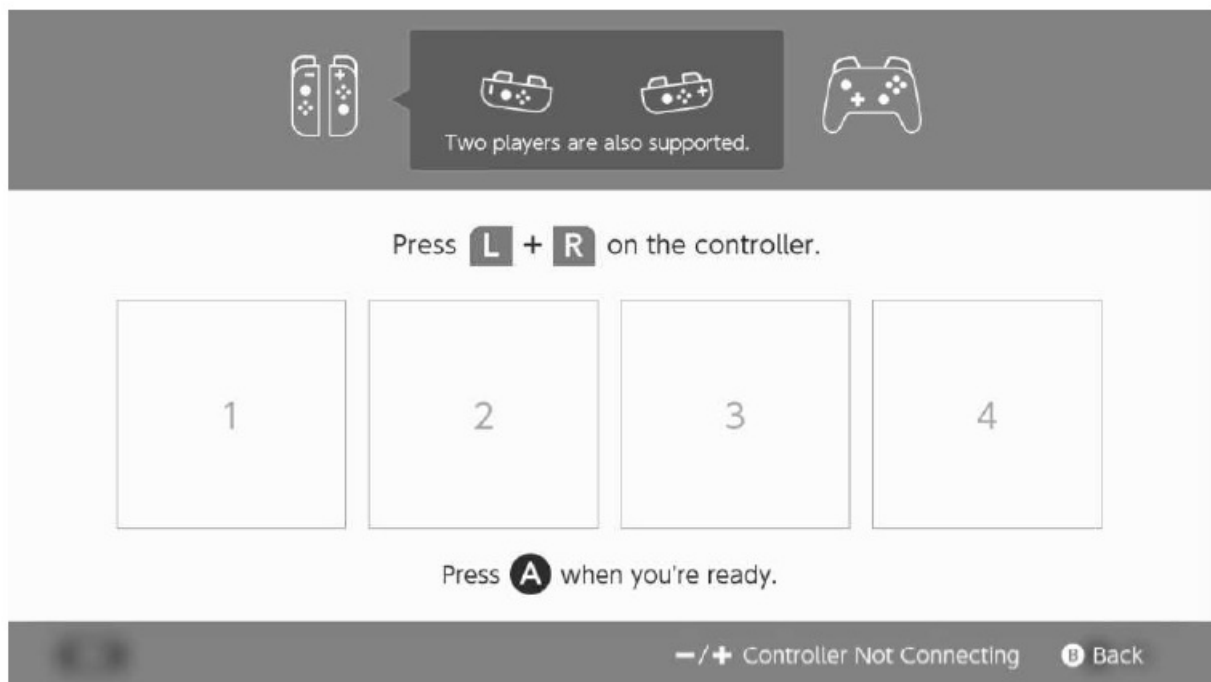 Two players are also supported.
Press L + R on the controller.
1 2 3 4
Press A when you're ready.
−/+ Controller Not Connecting B Back